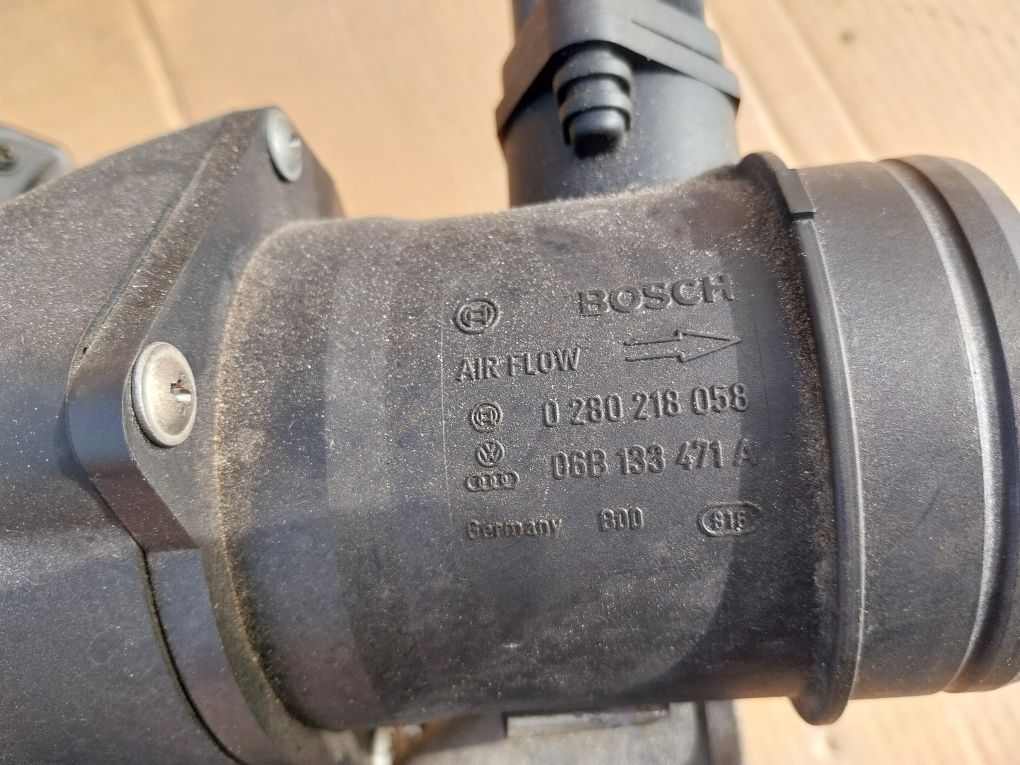 BOSCH
AIR FLOW
0 280 218 058
06B 133 471 A
Germany 800